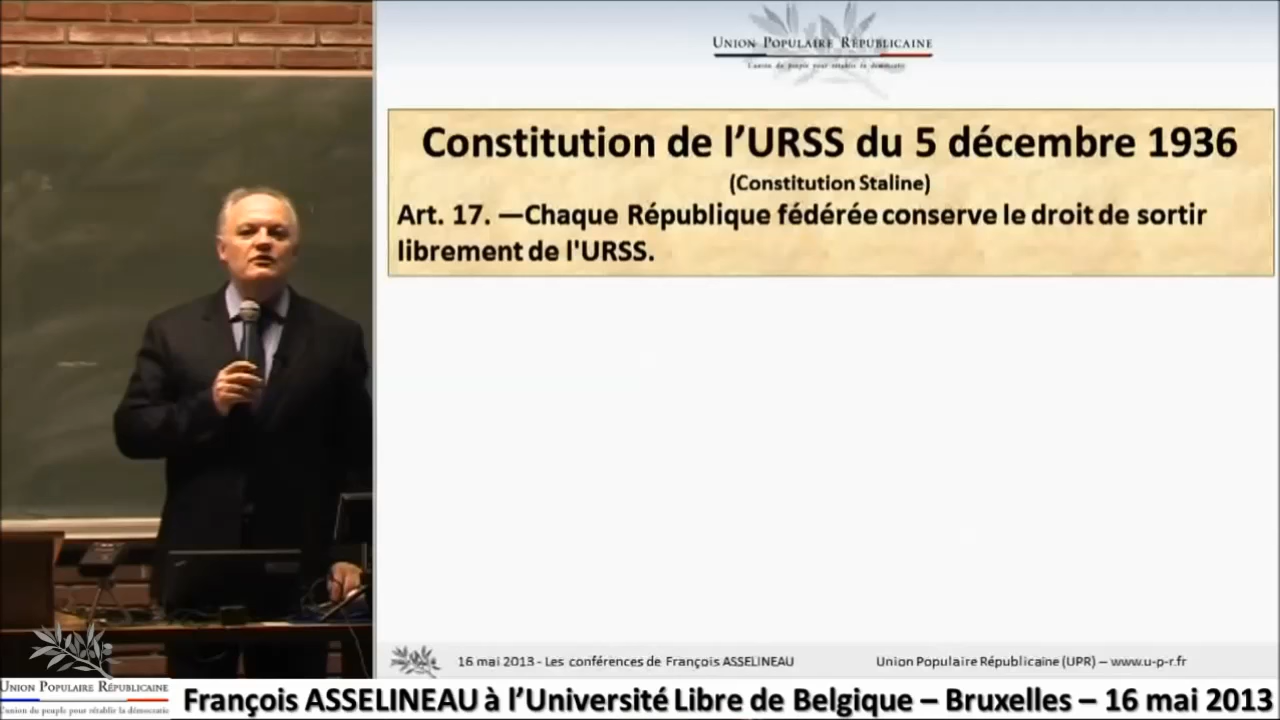 UNION POPULAIRE RÉPUBLICAINE
L'union du peuple pour rétablir la démocratie
Constitution de l'URSS du 5 décembre 1936
(Constitution Staline)
Art. 17. —Chaque République fédérée conserve le droit de sortir
librement de l'URSS.
16 mai 2013 - Les conférences de François ASSELINEAU
Union Populaire Républicaine (UPR) – www.u-p-r.fr
UNION POPULAIRE RÉPUBLICAINE
L'union du peuple pour rétablir la démocratie
François ASSELINEAU à l'Université Libre de Belgique – Bruxelles – 16 mai 2013